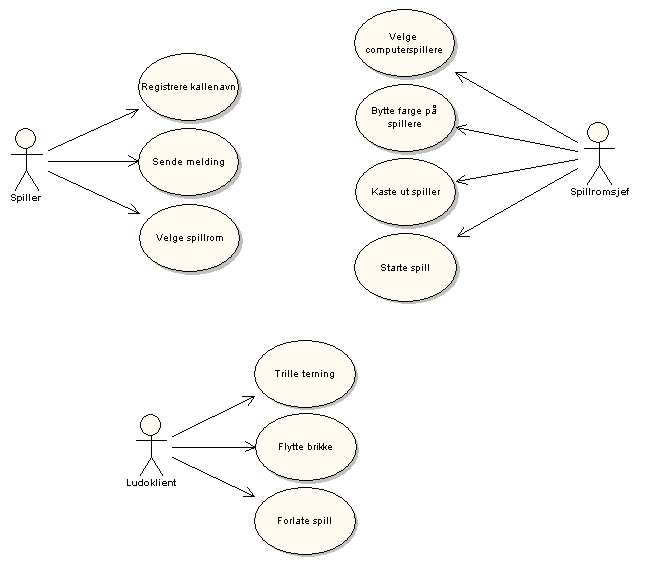 Registrere kallenavn
Sende melding
Velge spillrom
Spiller
Velge
computerspillere
Bytte farge på
spillere
Kaste ut spiller
Starte spill
Spillromsjef
Trille terning
Flytte brikke
Forlate spill
Ludoklient